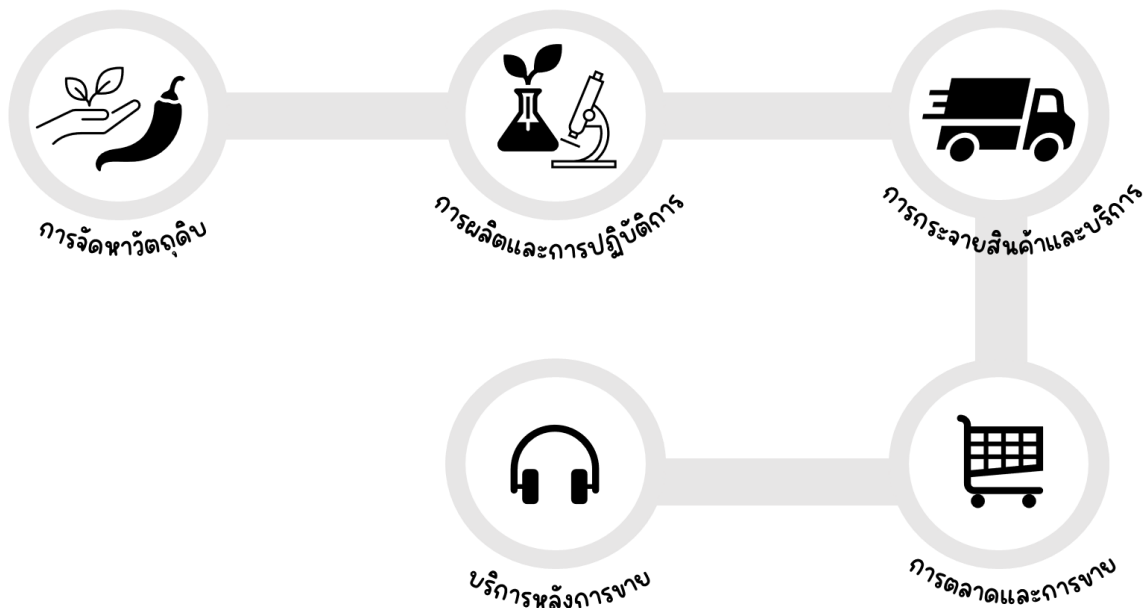 การจัดหาวัตถุดิบ
การผลิตและการปฏิบัติการ
การกระจายสินค้าและบริการ
บริการหลังการขาย
การตลาดและการขาย